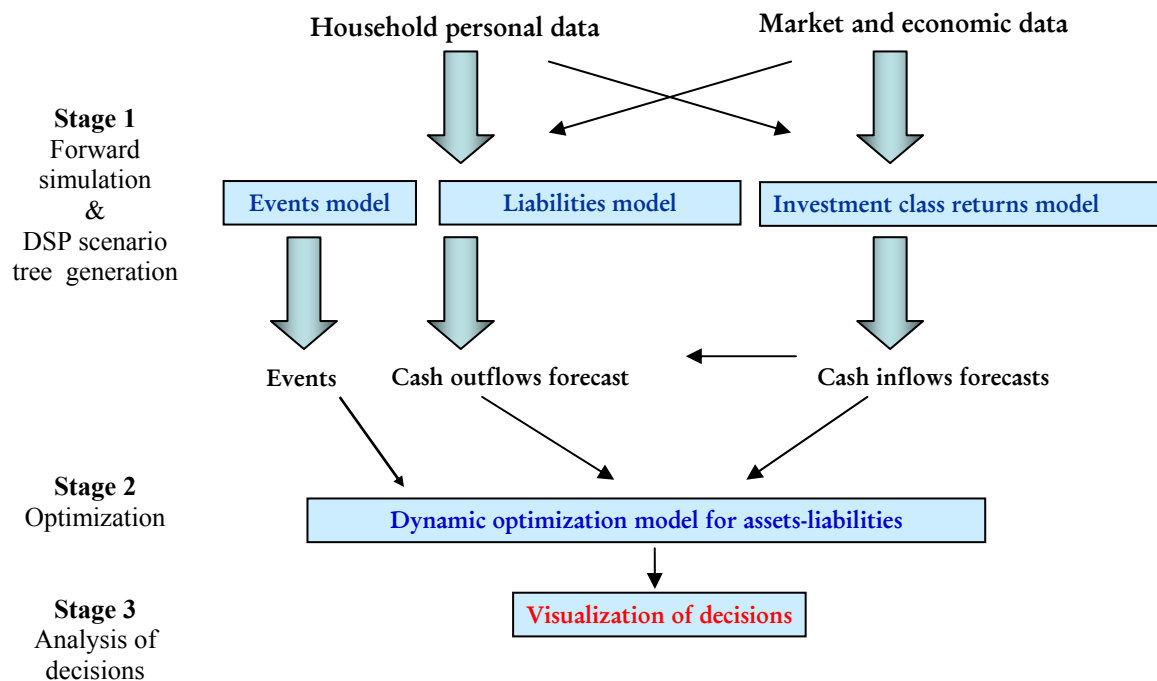 Household personal data
Market and economic data
Stage 1
Forward
simulation
&
DSP scenario
tree generation
Events model
Liabilities model
Investment class returns model
Events
Cash outflows forecast
Cash inflows forecasts
Stage 2
Optimization
Dynamic optimization model for assets-liabilities
Stage 3
Analysis of
decisions
Visualization of decisions